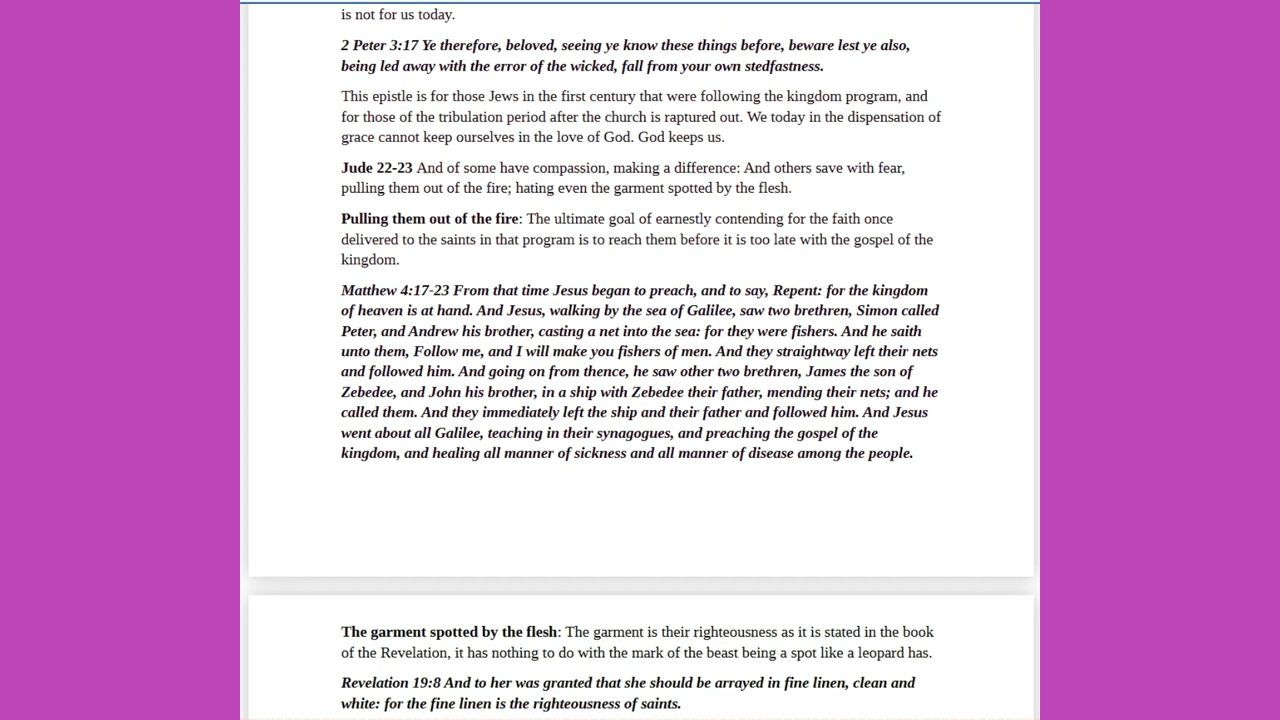 is not for us today.
2 Peter 3:17 Ye therefore, beloved, seeing ye know these things before, beware lest ye also,
being led away with the error of the wicked, fall from your own stedfastness.
This epistle is for those Jews in the first century that were following the kingdom program, and
for those of the tribulation period after the church is raptured out. We today in the dispensation of
grace cannot keep ourselves in the love of God. God keeps us.
Jude 22-23 And of some have compassion, making a difference: And others save with fear,
pulling them out of the fire; hating even the garment spotted by the flesh.
Pulling them out of the fire: The ultimate goal of earnestly contending for the faith once
delivered to the saints in that program is to reach them before it is too late with the gospel of the
kingdom.
Matthew 4:17-23 From that time Jesus began to preach, and to say, Repent: for the kingdom
of heaven is at hand. And Jesus, walking by the sea of Galilee, saw two brethren, Simon called
Peter, and Andrew his brother, casting a net into the sea: for they were fishers. And he saith
unto them, Follow me, and I will make you fishers of men. And they straightway left their nets
and followed him. And going on from thence, he saw other two brethren, James the son of
Zebedee, and John his brother, in a ship with Zebedee their father, mending their nets; and he
called them. And they immediately left the ship and their father and followed him. And Jesus
went about all Galilee, teaching in their synagogues, and preaching the gospel of the
kingdom, and healing all manner of sickness and all manner of disease among the people.
The garment spotted by the flesh: The garment is their righteousness as it is stated in the book
of the Revelation, it has nothing to do with the mark of the beast being a spot like a leopard has.
Revelation 19:8 And to her was granted that she should be arrayed in fine linen, clean and
white: for the fine linen is the righteousness of saints.